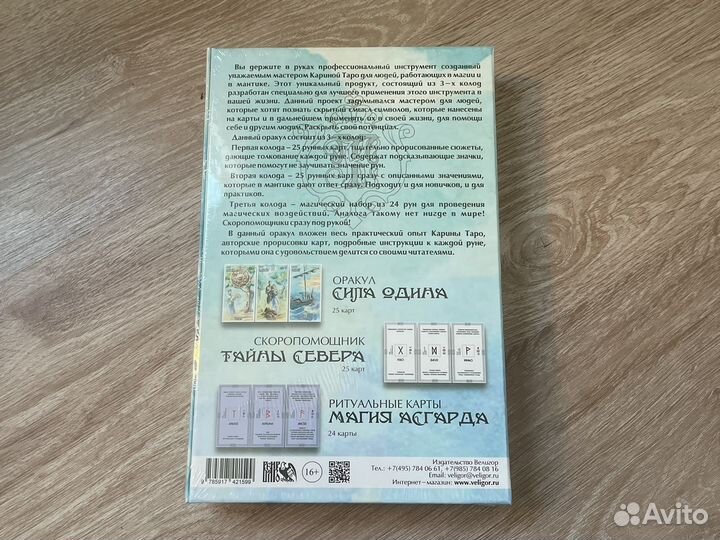 Вы держите в руках профессиональный инструмент созданный
уважаемым мастером Кариной Таро для людей, работающих в магии и
в мантике. Этот уникальный продукт, состоящий из 3-х колод
разработан специально для лучшего применения этого инструмента в
вашей жизни. Данный проект задумывался мастером для людей,
которые хотят познать скрытый смысл символов, которые нанесены
на карты и в дальнейшем применять их в своей жизни, для помощи
себе и другим людям. Раскрыть свой потенциал.
Данный оракул состоит из 3-х колод:
Первая колода – 25 рунных карт, тщательно прорисованные сюжеты,
дающие толкование каждой руне. Содержат подсказывающие значки,
которые помогут не заучивать значение рун.
Вторая колода – 25 рунных карт сразу с описанными значениями,
которые в мантике дают ответ сразу. Подходит и для новичков, и для
практиков.
Третья колода – магический набор из 24 рун для проведения
магических воздействий. Аналога такому нет нигде в мире!
Скоропомощники сразу под рукой!
В данный оракул вложен весь практический опыт Карины Таро,
авторские прорисовки карт, подробные инструкции к каждой руне,
которыми она с удовольствием делится со своими читателями.
ОРАКУЛ
СИЛА ОДИНА
25 карт
СКОРОПОМОЩНИК
ТАЙНЫ СЕВЕРА
25 карт
РИТУАЛЬНЫЕ КАРТЫ
МАГИЯ АСГАРДА
24 карты
9 785917 421599
16+
Издательство Велигор
Тел.: +7(495) 784 06 61, +7(985) 784 08 16
Email: veligor@veligor.ru
Интернет-магазин: www.veligor.ru
Avito